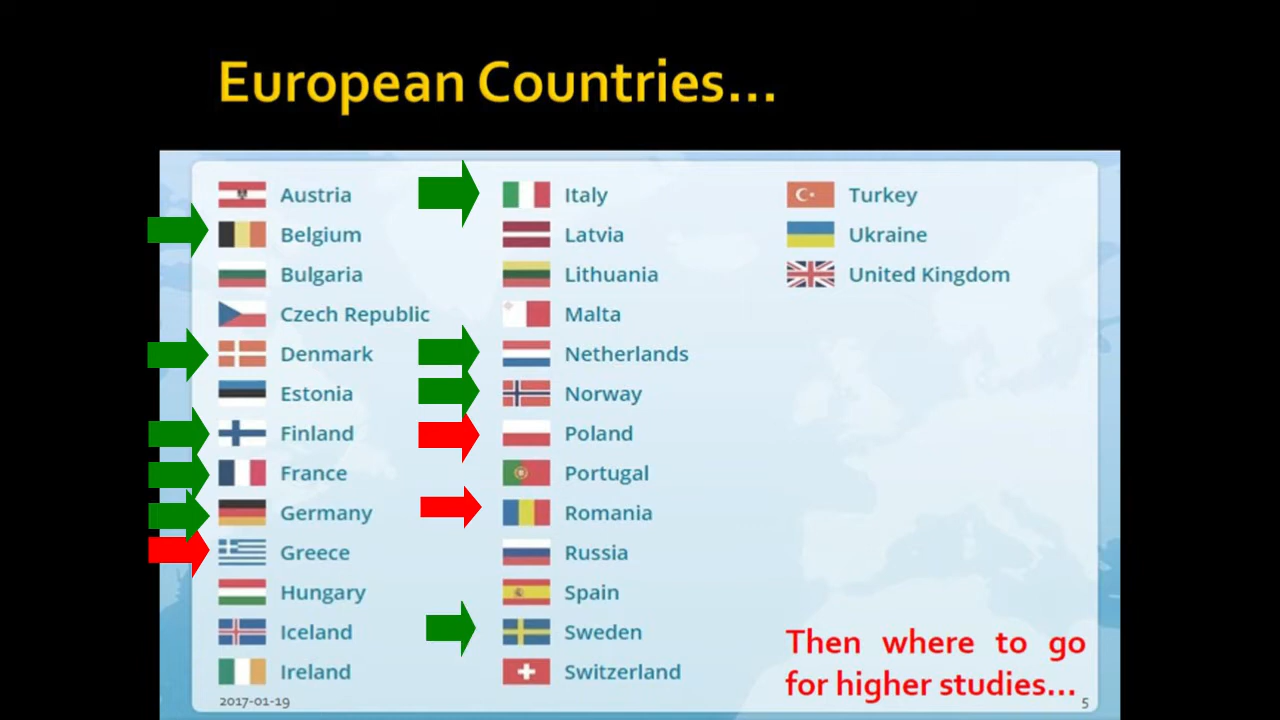 European Countries...
Austria
Belgium
Bulgaria
Czech Republic
Denmark
Estonia
Finland
France
Germany
Greece
Hungary
Iceland
Ireland
Italy
Latvia
Lithuania
Malta
Netherlands
Norway
Poland
Portugal
Romania
Russia
Spain
Sweden
Switzerland
Turkey
Ukraine
United Kingdom
Then where to go
for higher studies...
2017-01-19
5